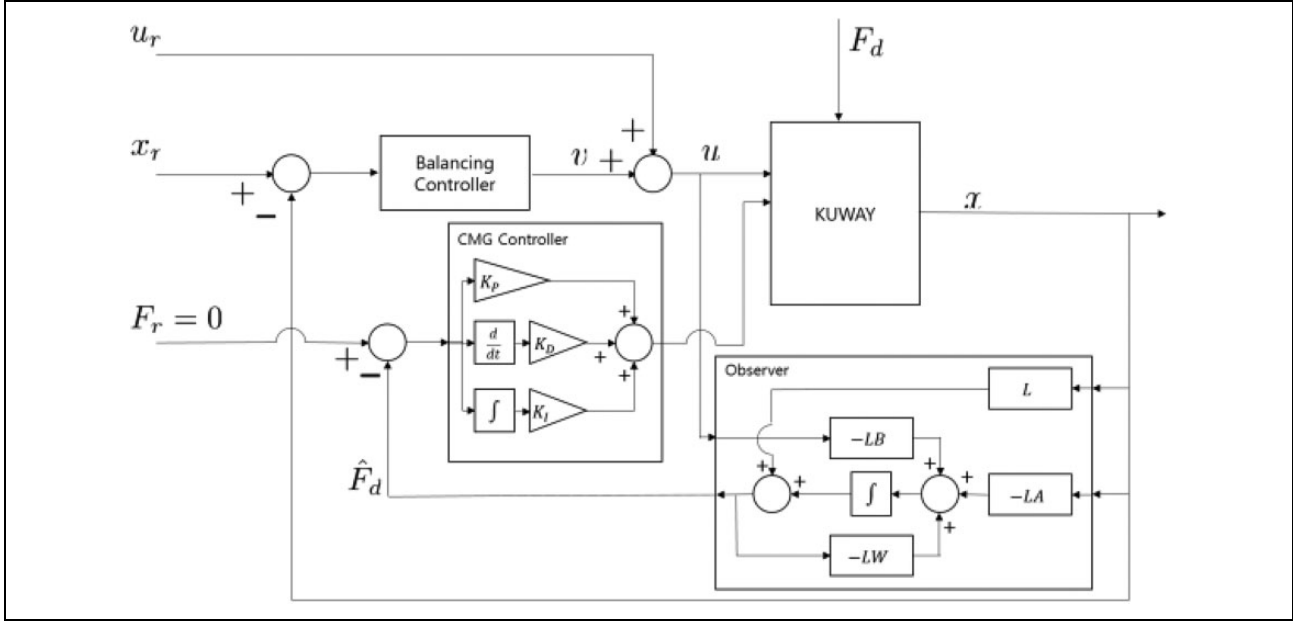 u_r
F_d
x_r
+
−
Balancing
Controller
v +
+
u
KUWAY
x
CMG Controller
K_P
d/dt
K_D
∫
K_I
+
+
+
F_r = 0
+
−
F̂_d
Observer
L
−LB
+
+
∫
+
+
−LA
+
−LW